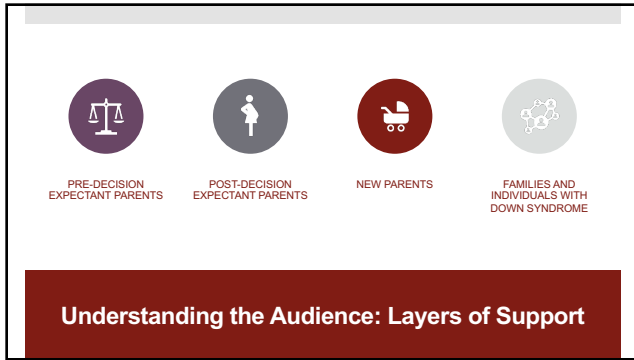 PRE-DECISION
EXPECTANT PARENTS
POST-DECISION
EXPECTANT PARENTS
NEW PARENTS
FAMILIES AND
INDIVIDUALS WITH
DOWN SYNDROME
Understanding the Audience: Layers of Support